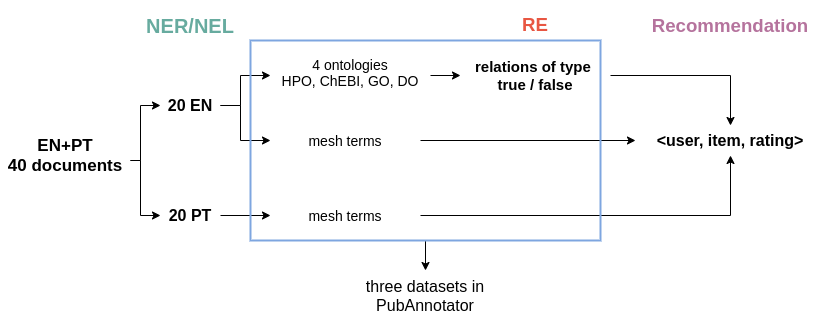 NER/NEL
RE
Recommendation
4 ontologies
HPO, ChEBI, GO, DO
relations of type
true / false
20 EN
EN+PT
40 documents
mesh terms
<user, item, rating>
20 PT
mesh terms
three datasets in
PubAnnotator